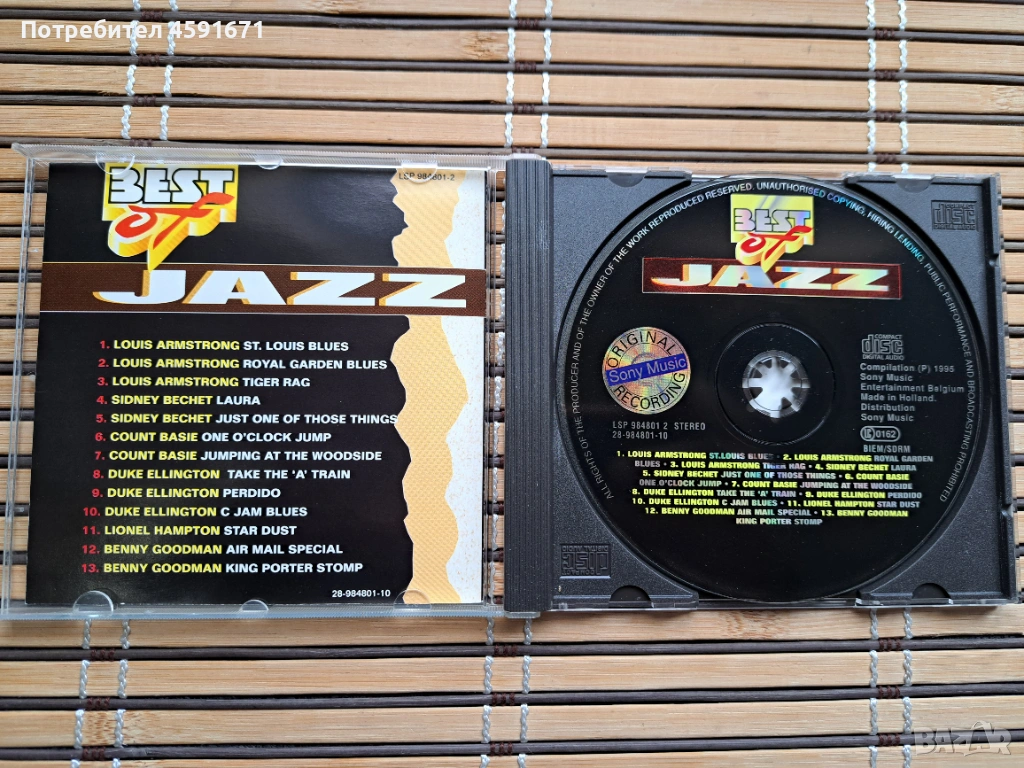 Потребител 4591671
BEST
of
JAZZ
LSP 984801-2
1. LOUIS ARMSTRONG ST. LOUIS BLUES
2. LOUIS ARMSTRONG ROYAL GARDEN BLUES
3. LOUIS ARMSTRONG TIGER RAG
4. SIDNEY BECHET LAURA
5. SIDNEY BECHET JUST ONE OF THOSE THINGS
6. COUNT BASIE ONE O'CLOCK JUMP
7. COUNT BASIE JUMPING AT THE WOODSIDE
8. DUKE ELLINGTON TAKE THE 'A' TRAIN
9. DUKE ELLINGTON PERDIDO
10. DUKE ELLINGTON C JAM BLUES
11. LIONEL HAMPTON STAR DUST
12. BENNY GOODMAN AIR MAIL SPECIAL
13. BENNY GOODMAN KING PORTER STOMP
28-984801-10
ALL RIGHTS OF THE PRODUCER AND OF THE OWNER OF THE WORK REPRODUCED RESERVED. UNAUTHORISED COPYING, HIRING LENDING, PUBLIC PERFORMANCE AND BROADCASTING PROHIBITED
BEST
of
JAZZ
ORIGINAL
Sony Music
RECORDING
COMPACT
disc
DIGITAL AUDIO
Compilation (P) 1995
Sony Music
Entertainment Belgium
Made in Holland.
Distribution
Sony Music
0162
BIEM/SDRM
LSP 984801 2 STEREO
28-984801-10
1. LOUIS ARMSTRONG ST.LOUIS BLUES · 2. LOUIS ARMSTRONG ROYAL GARDEN
BLUES · 3. LOUIS ARMSTRONG TIGER RAG · 4. SIDNEY BECHET LAURA
5. SIDNEY BECHET JUST ONE OF THOSE THINGS · 6. COUNT BASIE
ONE O'CLOCK JUMP · 7. COUNT BASIE JUMPING AT THE WOODSIDE
8. DUKE ELLINGTON TAKE THE 'A' TRAIN · 9. DUKE ELLINGTON PERDIDO
10. DUKE ELLINGTON C JAM BLUES · 11. LIONEL HAMPTON STAR DUST
12. BENNY GOODMAN AIR MAIL SPECIAL · 13. BENNY GOODMAN
KING PORTER STOMP
COMPACT
disc
DIGITAL AUDIO
disc
BAZAR